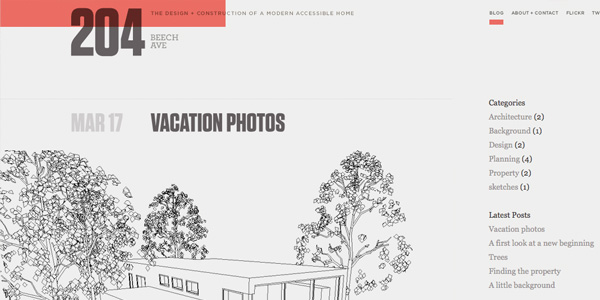 204
BEECH
AVE
THE DESIGN + CONSTRUCTION OF A MODERN ACCESSIBLE HOME
BLOG ABOUT + CONTACT FLICKR TW
MAR 17 VACATION PHOTOS
Categories
Architecture (2)
Background (1)
Design (2)
Planning (4)
Property (2)
sketches (1)
Latest Posts
Vacation photos
A first look at a new beginning
Trees
Finding the property
A little background